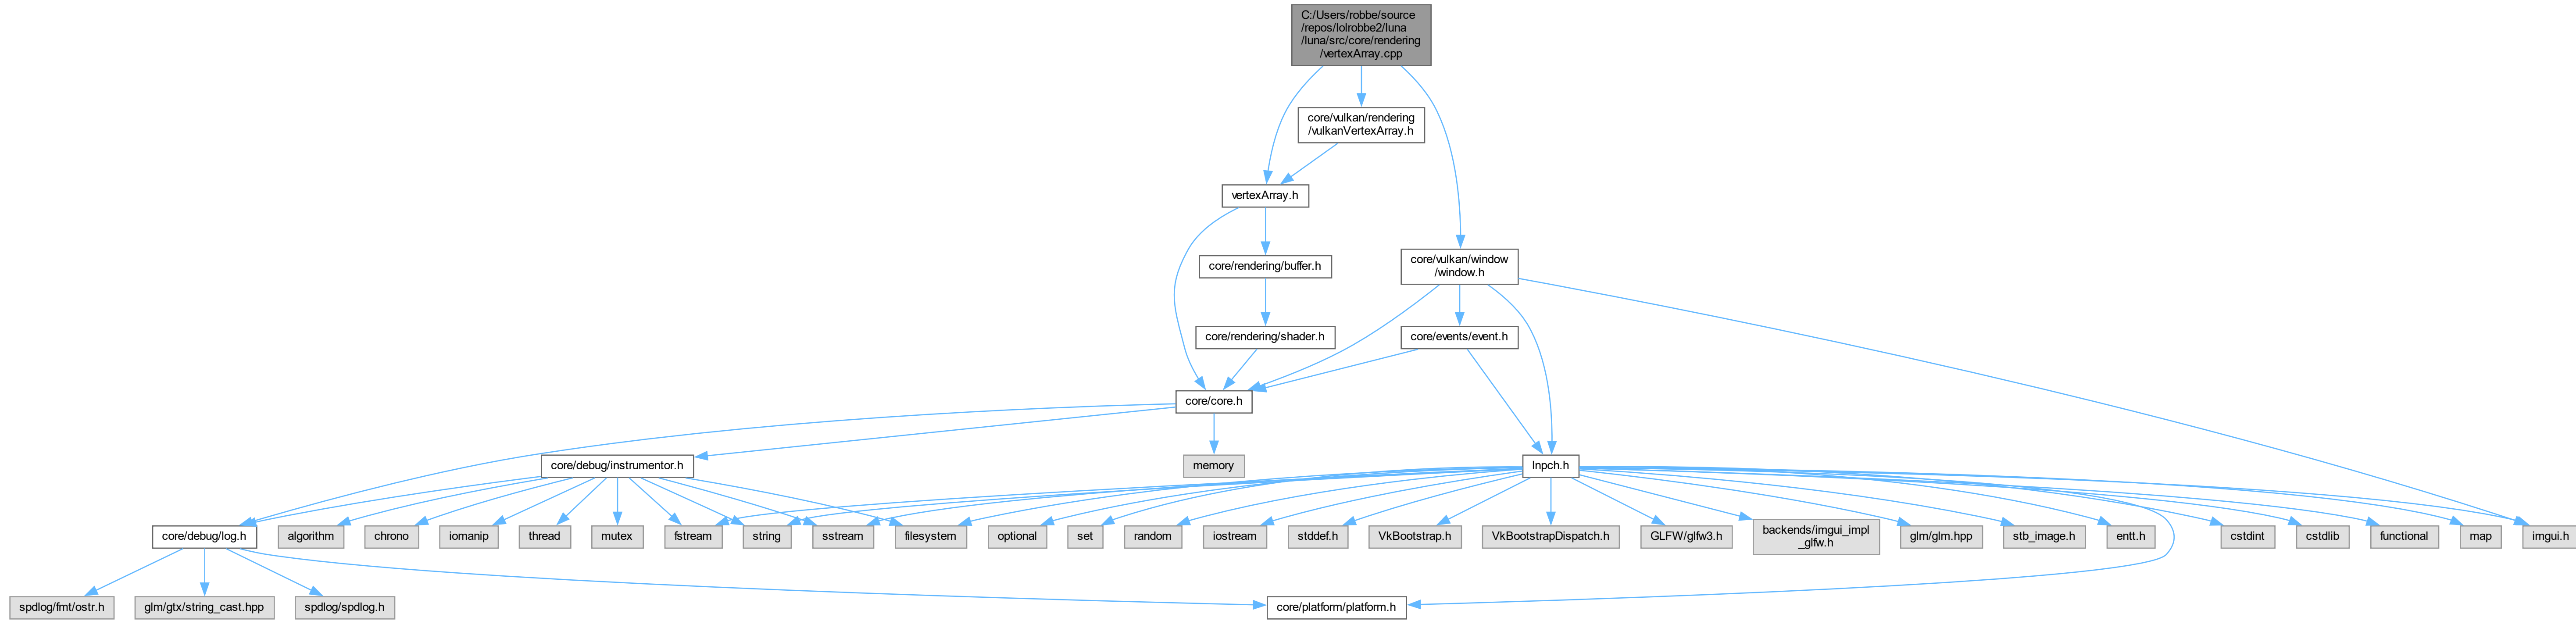 C:/Users/robbe/source
/repos/lolrobbe2/luna
/luna/src/core/rendering
/vertexArray.cpp
core/vulkan/rendering
/vulkanVertexArray.h
vertexArray.h
core/rendering/buffer.h
core/vulkan/window
/window.h
core/rendering/shader.h
core/events/event.h
core/core.h
core/debug/instrumentor.h
memory
lnpch.h
core/debug/log.h
algorithm
chrono
iomanip
thread
mutex
fstream
string
sstream
filesystem
optional
set
random
iostream
stddef.h
VkBootstrap.h
VkBootstrapDispatch.h
GLFW/glfw3.h
backends/imgui_impl
_glfw.h
glm/glm.hpp
stb_image.h
entt.h
cstdint
cstdlib
functional
map
imgui.h
spdlog/fmt/ostr.h
glm/gtx/string_cast.hpp
spdlog/spdlog.h
core/platform/platform.h